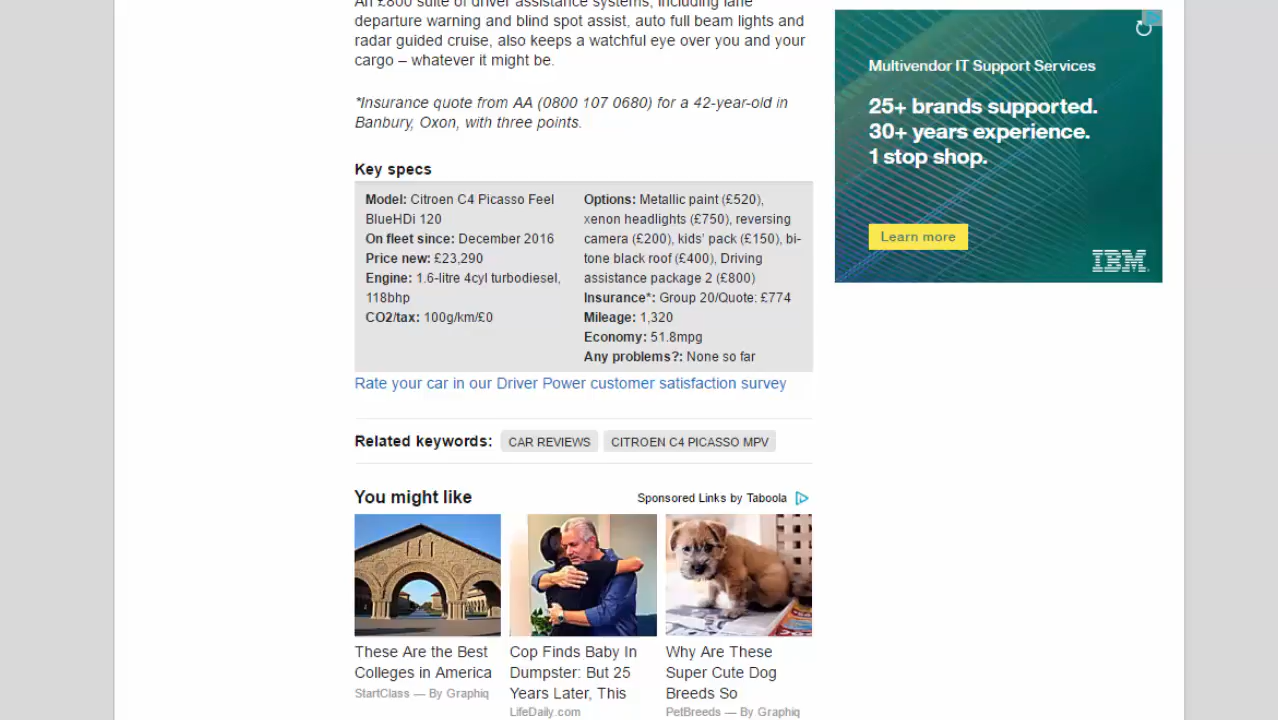 An £800 suite of driver assistance systems, including lane
departure warning and blind spot assist, auto full beam lights and
radar guided cruise, also keeps a watchful eye over you and your
cargo – whatever it might be.
*Insurance quote from AA (0800 107 0680) for a 42-year-old in
Banbury, Oxon, with three points.
Key specs
Model: Citroen C4 Picasso Feel
BlueHDi 120
On fleet since: December 2016
Price new: £23,290
Engine: 1.6-litre 4cyl turbodiesel,
118bhp
CO2/tax: 100g/km/£0
Options: Metallic paint (£520),
xenon headlights (£750), reversing
camera (£200), kids’ pack (£150), bi-
tone black roof (£400), Driving
assistance package 2 (£800)
Insurance*: Group 20/Quote: £774
Mileage: 1,320
Economy: 51.8mpg
Any problems?: None so far
Rate your car in our Driver Power customer satisfaction survey
Related keywords: CAR REVIEWS CITROEN C4 PICASSO MPV
You might like
Sponsored Links by Taboola
These Are the Best
Colleges in America
StartClass — By Graphiq
Cop Finds Baby In
Dumpster: But 25
Years Later, This
LifeDaily.com
Why Are These
Super Cute Dog
Breeds So
PetBreeds — By Graphiq
Multivendor IT Support Services
25+ brands supported.
30+ years experience.
1 stop shop.
Learn more
IBM.